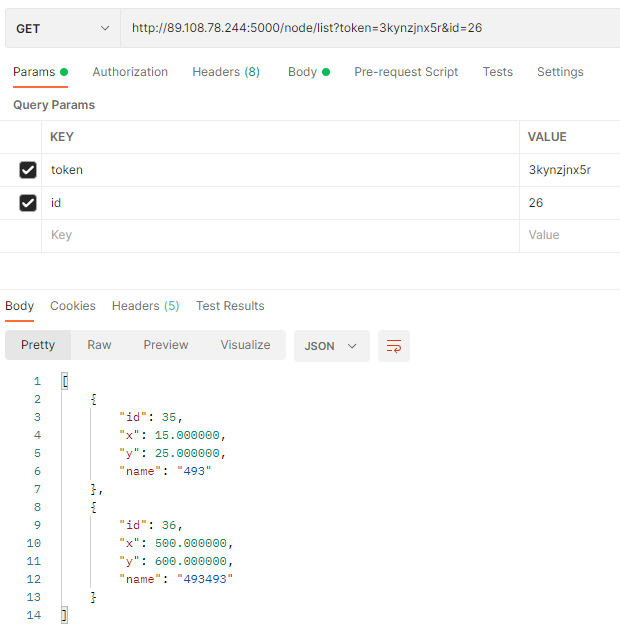 GET http://89.108.78.244:5000/node/list?token=3kynzjnx5r&id=26
Params Authorization Headers (8) Body Pre-request Script Tests Settings
Query Params
KEY VALUE
token 3kynzjnx5r
id 26
Key Value
Body Cookies Headers (5) Test Results
Pretty Raw Preview Visualize JSON
1 [
2 {
3 "id": 35,
4 "x": 15.000000,
5 "y": 25.000000,
6 "name": "493"
7 },
8 {
9 "id": 36,
10 "x": 500.000000,
11 "y": 600.000000,
12 "name": "493493"
13 }
14 ]